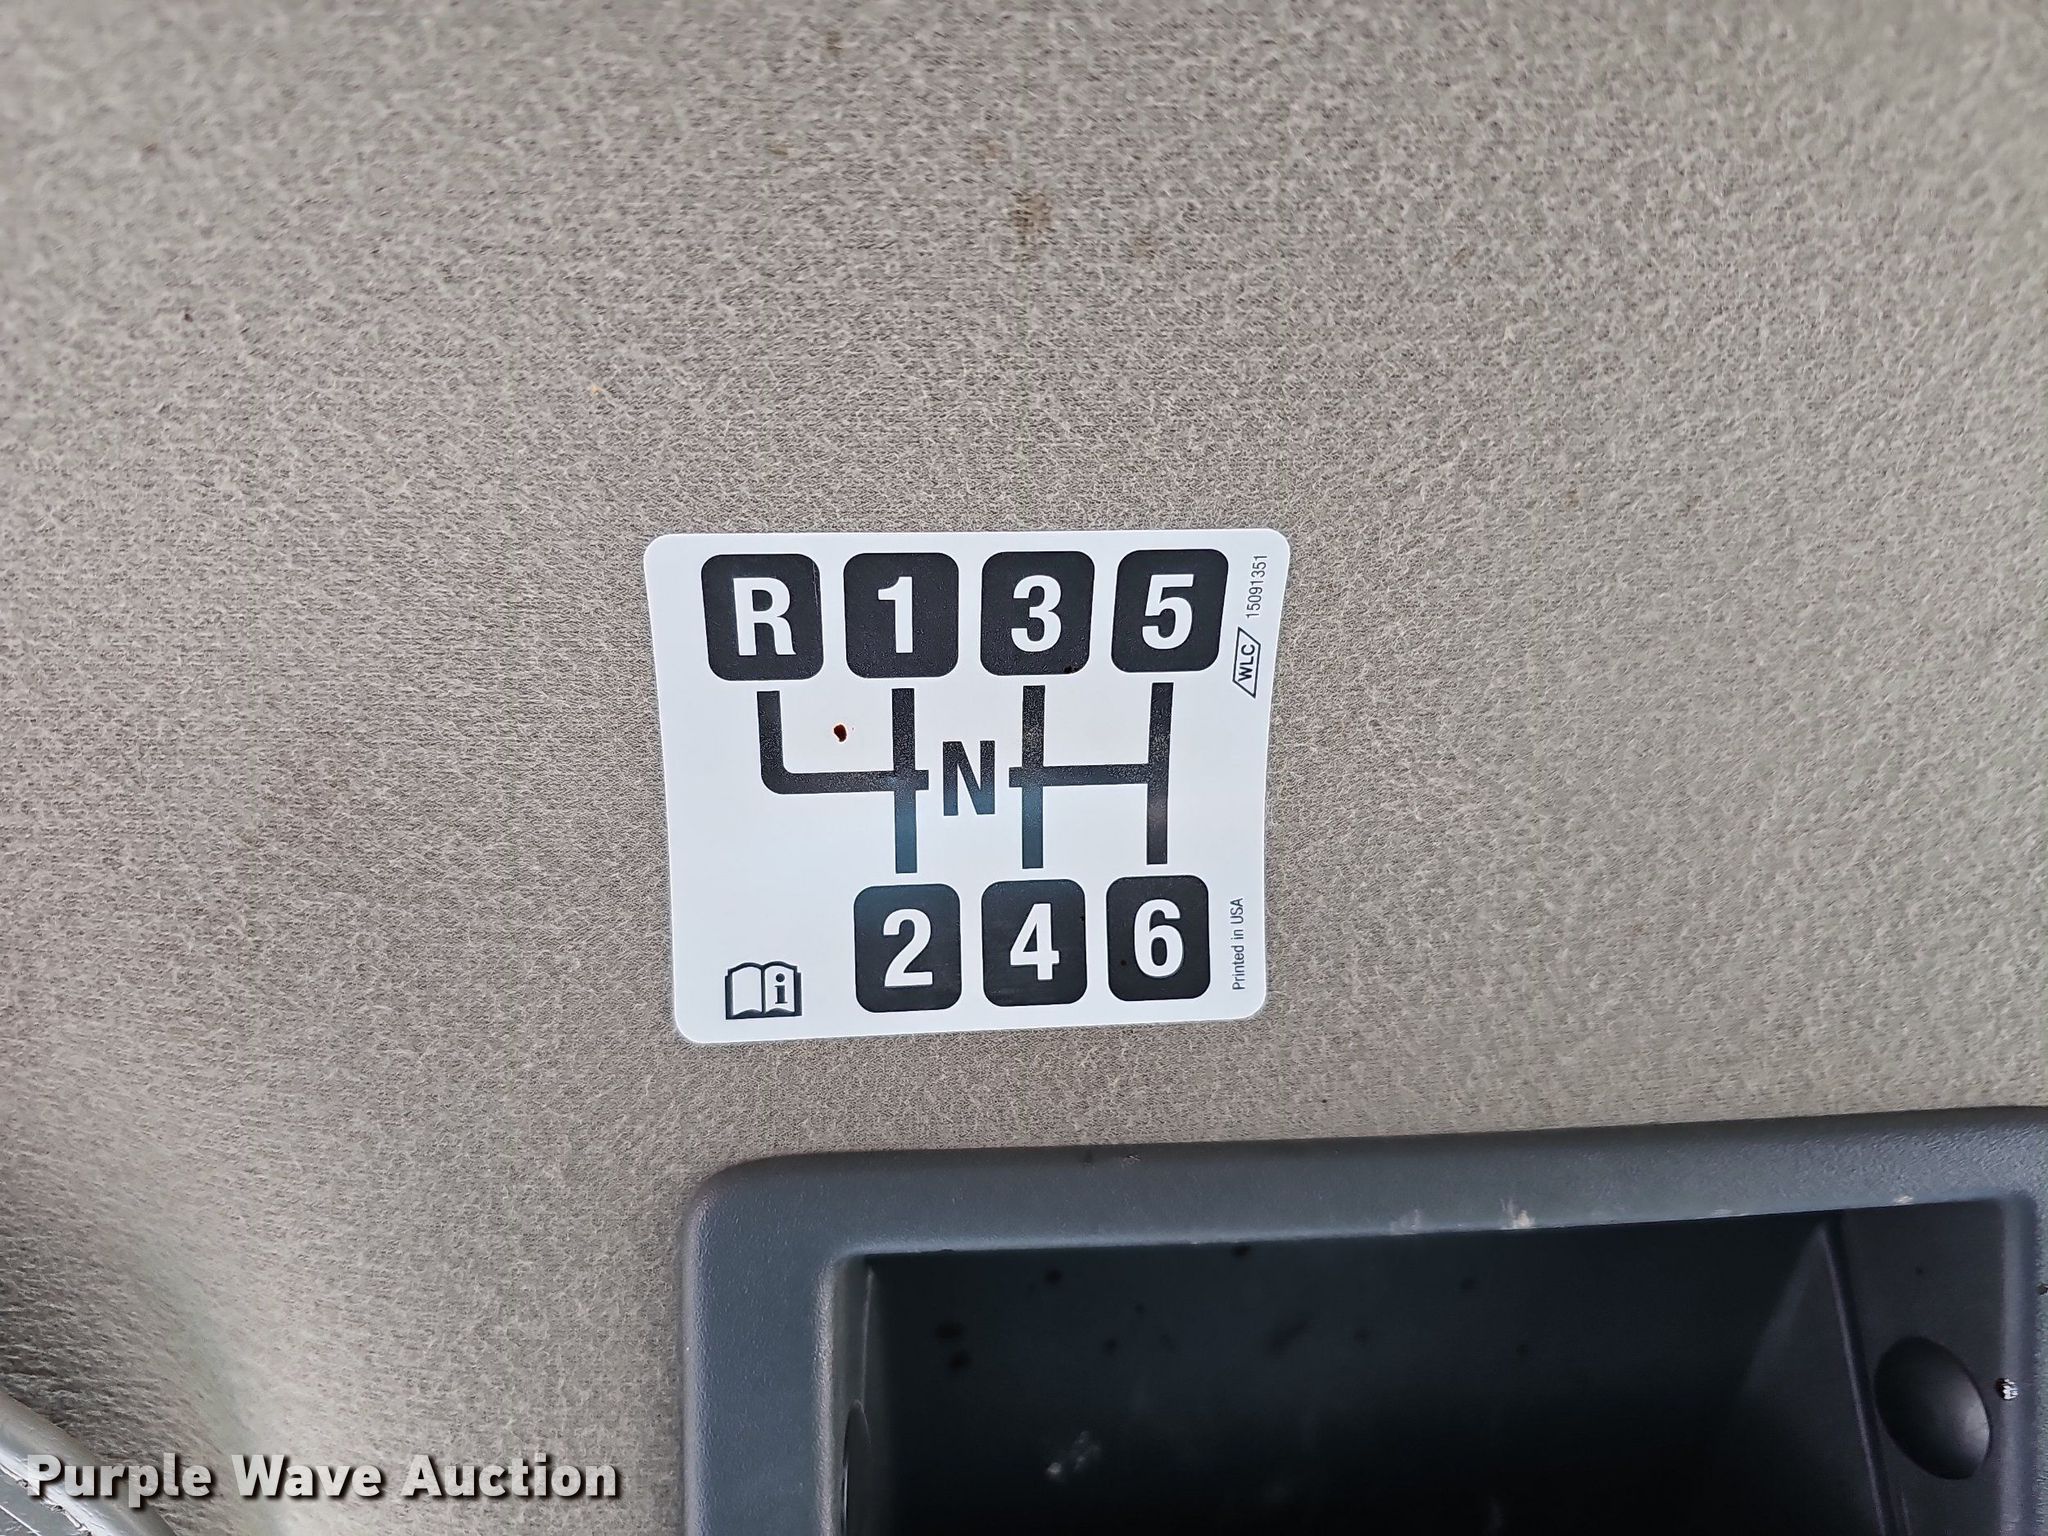 R 1 3 5
N
2 4 6
i
15091351
WLC
Printed in USA
Purple Wave Auction